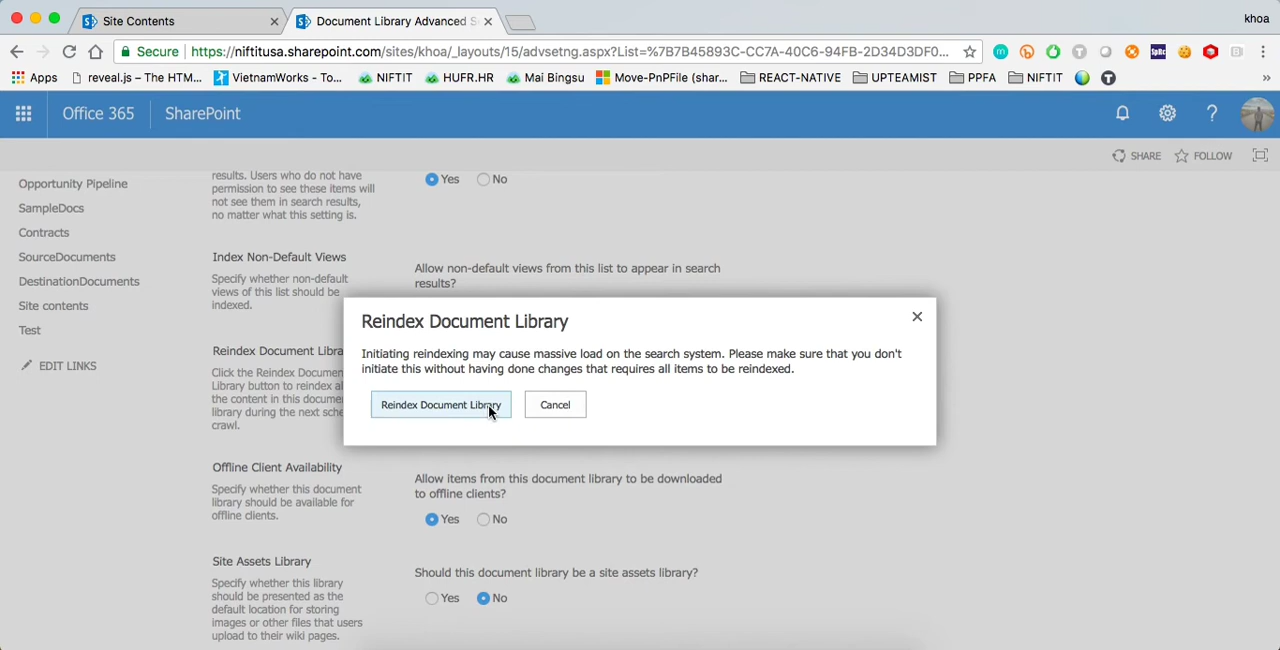 Site Contents
Document Library Advanced S
khoa
Secure
https://niftitusa.sharepoint.com/sites/khoa/_layouts/15/advsetng.aspx?List=%7B7B45893C-CC7A-40C6-94FB-2D34D3DF0...
Apps
reveal.js – The HTM...
VietnamWorks - To...
NIFTIT
HUFR.HR
Mai Bingsu
Move-PnPFile (shar...
REACT-NATIVE
UPTEAMIST
PPFA
NIFTIT
»
Office 365
SharePoint
SHARE
FOLLOW
Opportunity Pipeline
SampleDocs
Contracts
SourceDocuments
DestinationDocuments
Site contents
Test
EDIT LINKS
results. Users who do not have
permission to see these items will
not see them in search results,
no matter what this setting is.
Yes
No
Index Non-Default Views
Specify whether non-default
views of this list should be
indexed.
Allow non-default views from this list to appear in search
results?
Reindex Document Libra
Click the Reindex Documen
Library button to reindex al
the content in this documen
library during the next sche
crawl.
Reindex Document Library
Initiating reindexing may cause massive load on the search system. Please make sure that you don't
initiate this without having done changes that requires all items to be reindexed.
Reindex Document Library
Cancel
Offline Client Availability
Specify whether this document
library should be available for
offline clients.
Allow items from this document library to be downloaded
to offline clients?
Yes
No
Site Assets Library
Specify whether this library
should be presented as the
default location for storing
images or other files that users
upload to their wiki pages.
Should this document library be a site assets library?
Yes
No